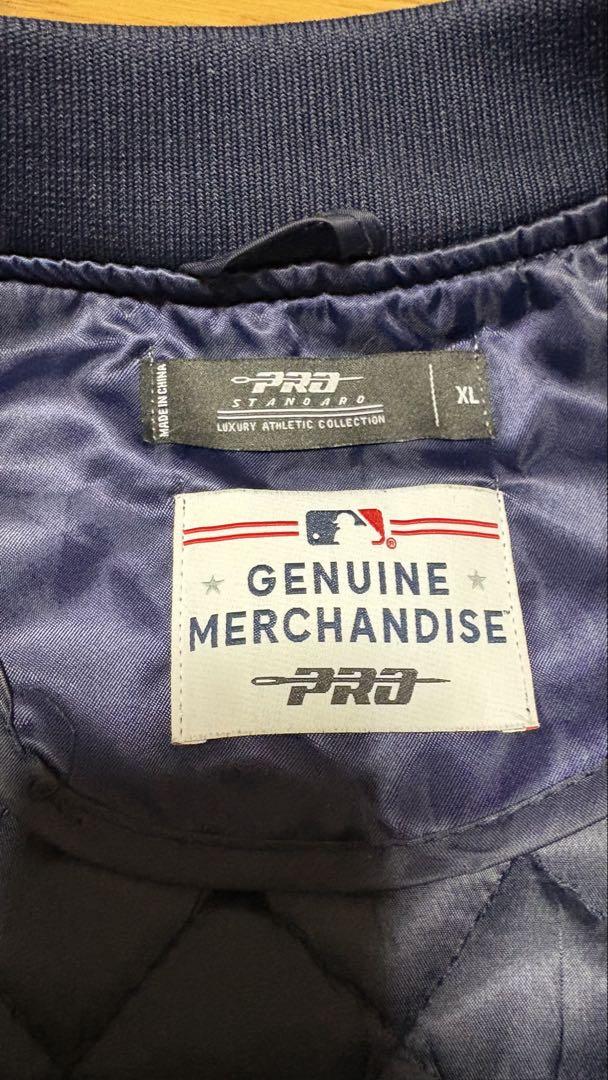 MADE IN CHINA
PRO
STANDARD
LUXURY ATHLETIC COLLECTION
XL
®
GENUINE
MERCHANDISE™
PRO